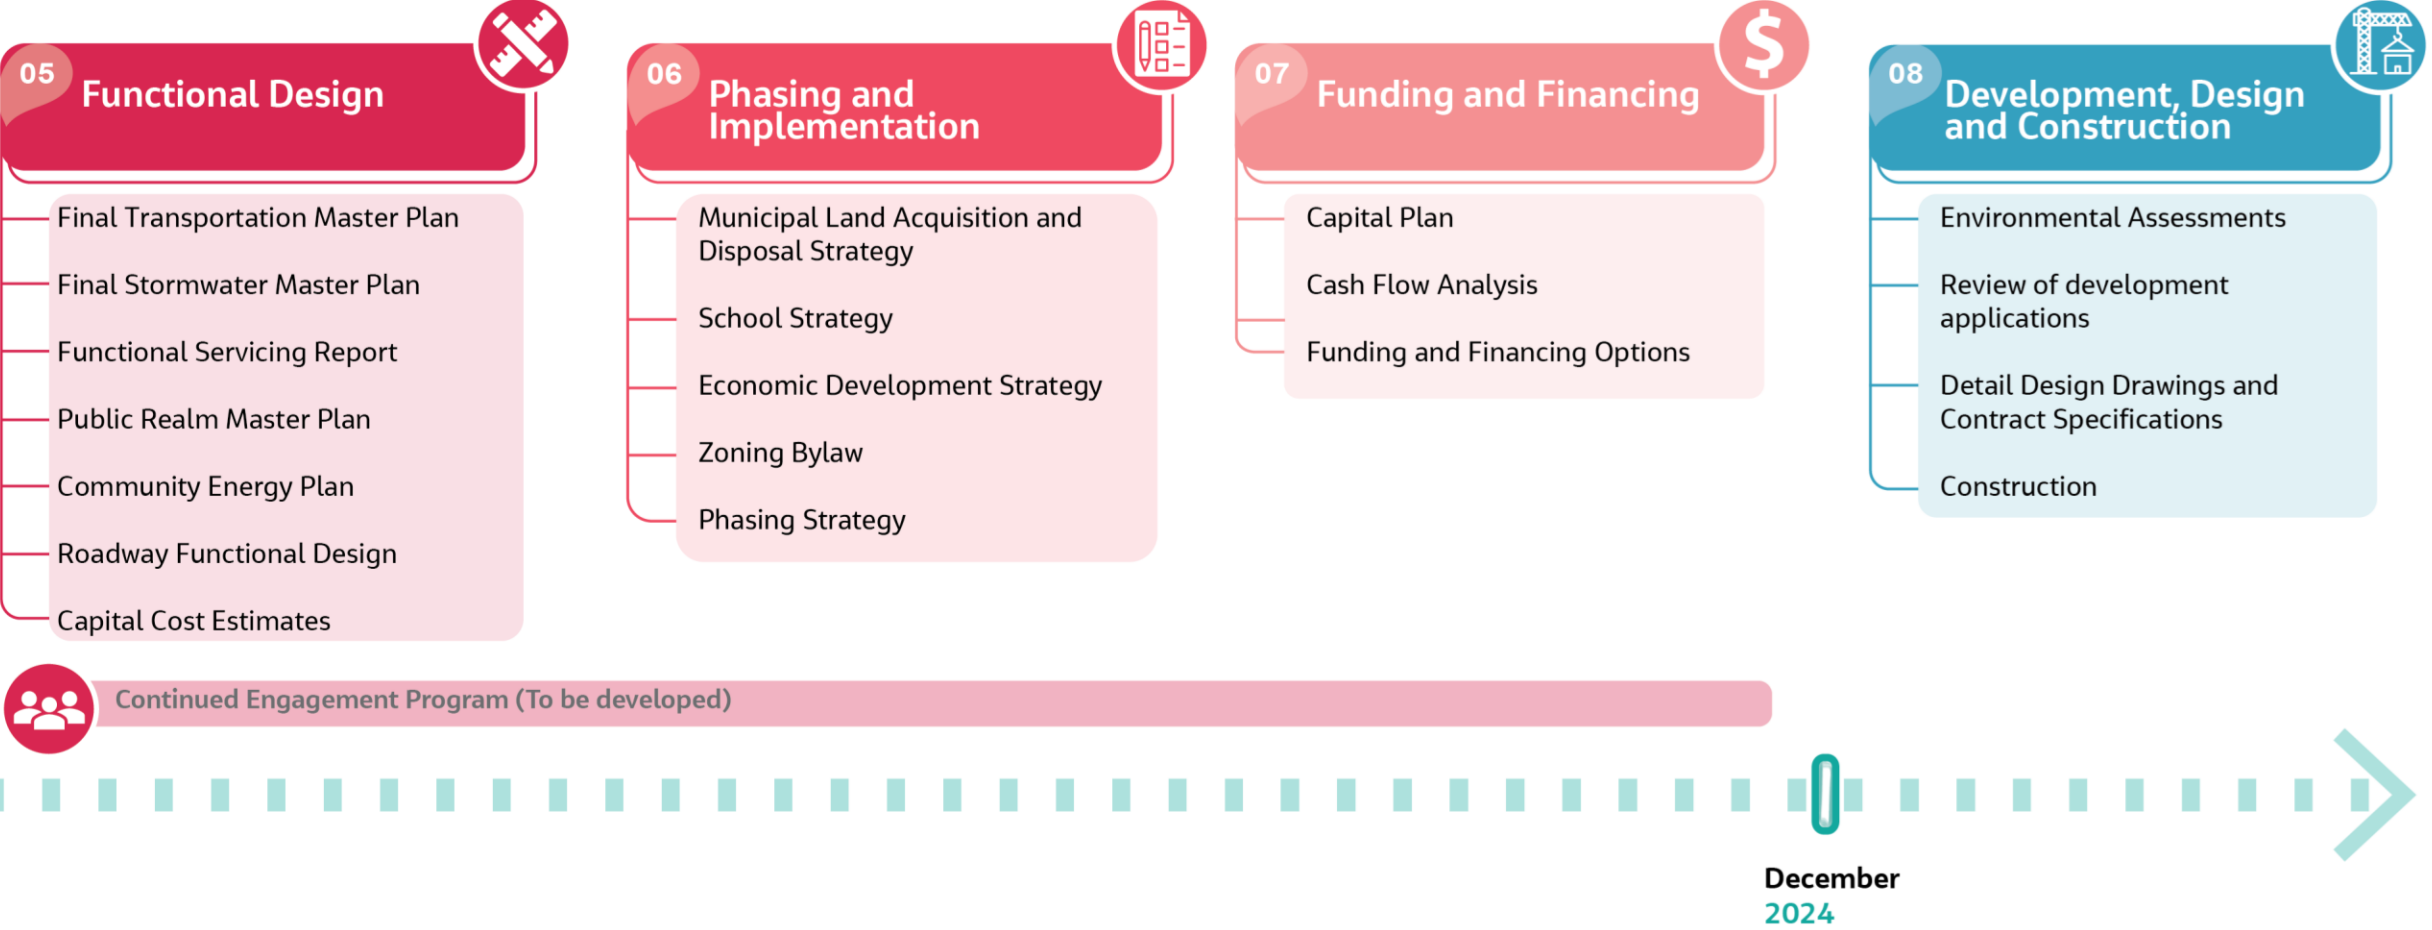 05
Functional Design
Final Transportation Master Plan
Final Stormwater Master Plan
Functional Servicing Report
Public Realm Master Plan
Community Energy Plan
Roadway Functional Design
Capital Cost Estimates
06
Phasing and
Implementation
Municipal Land Acquisition and
Disposal Strategy
School Strategy
Economic Development Strategy
Zoning Bylaw
Phasing Strategy
07
Funding and Financing
$
Capital Plan
Cash Flow Analysis
Funding and Financing Options
08
Development, Design
and Construction
Environmental Assessments
Review of development
applications
Detail Design Drawings and
Contract Specifications
Construction
Continued Engagement Program (To be developed)
December
2024